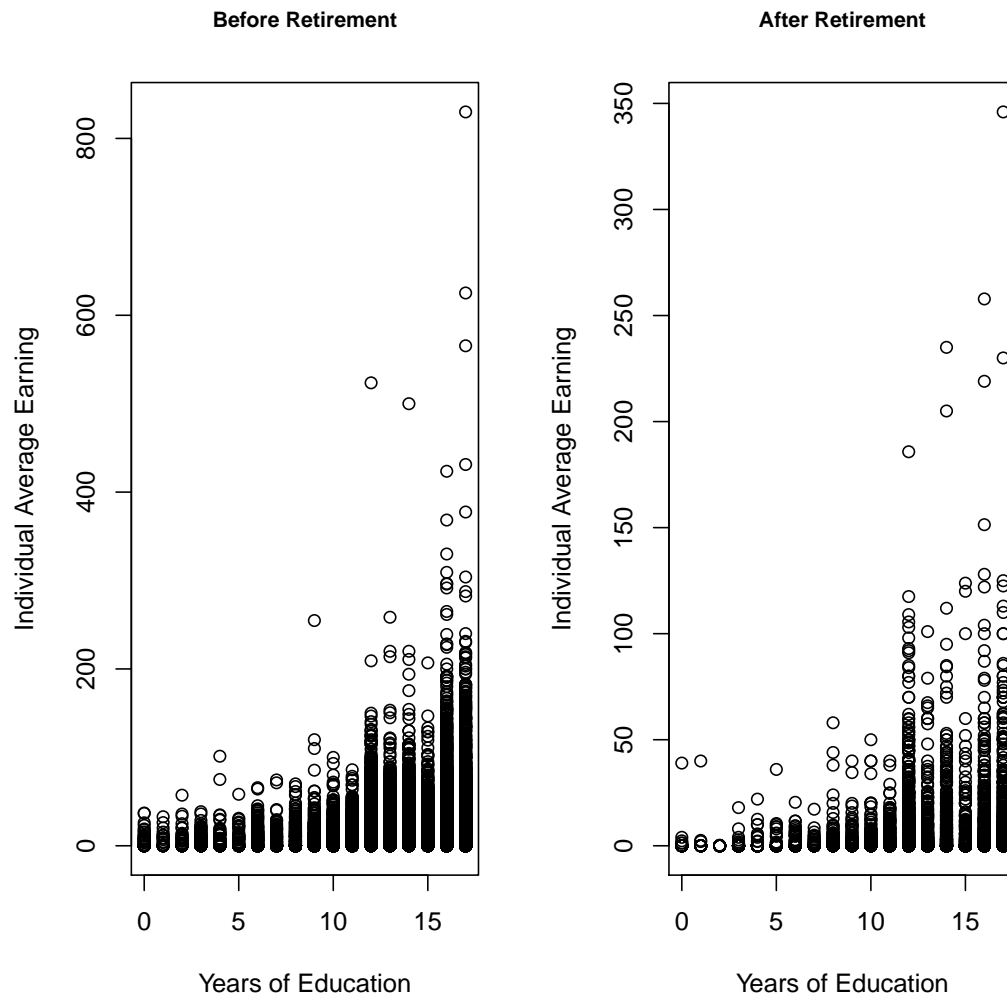 Before Retirement
800
600
400
200
0
Individual Average Earning
0 5 10 15
Years of Education
After Retirement
350
300
250
200
150
100
50
0
Individual Average Earning
0 5 10 15
Years of Education